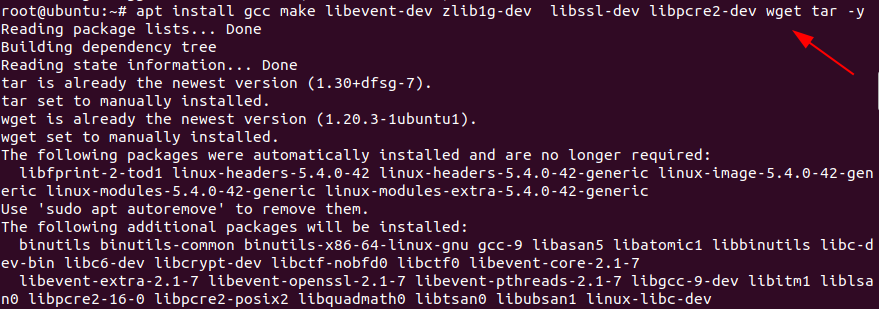 root@ubuntu:~# apt install gcc make libevent-dev zlib1g-dev  libssl-dev libpcre2-dev wget tar -y
Reading package lists... Done
Building dependency tree
Reading state information... Done
tar is already the newest version (1.30+dfsg-7).
tar set to manually installed.
wget is already the newest version (1.20.3-1ubuntu1).
wget set to manually installed.
The following packages were automatically installed and are no longer required:
  libfprint-2-tod1 linux-headers-5.4.0-42 linux-headers-5.4.0-42-generic linux-image-5.4.0-42-gen
eric linux-modules-5.4.0-42-generic linux-modules-extra-5.4.0-42-generic
Use 'sudo apt autoremove' to remove them.
The following additional packages will be installed:
  binutils binutils-common binutils-x86-64-linux-gnu gcc-9 libasan5 libatomic1 libbinutils libc-d
ev-bin libc6-dev libcrypt-dev libctf-nobfd0 libctf0 libevent-core-2.1-7
  libevent-extra-2.1-7 libevent-openssl-2.1-7 libevent-pthreads-2.1-7 libgcc-9-dev libitm1 liblsa
n0 libpcre2-16-0 libpcre2-posix2 libquadmath0 libtsan0 libubsan1 linux-libc-dev